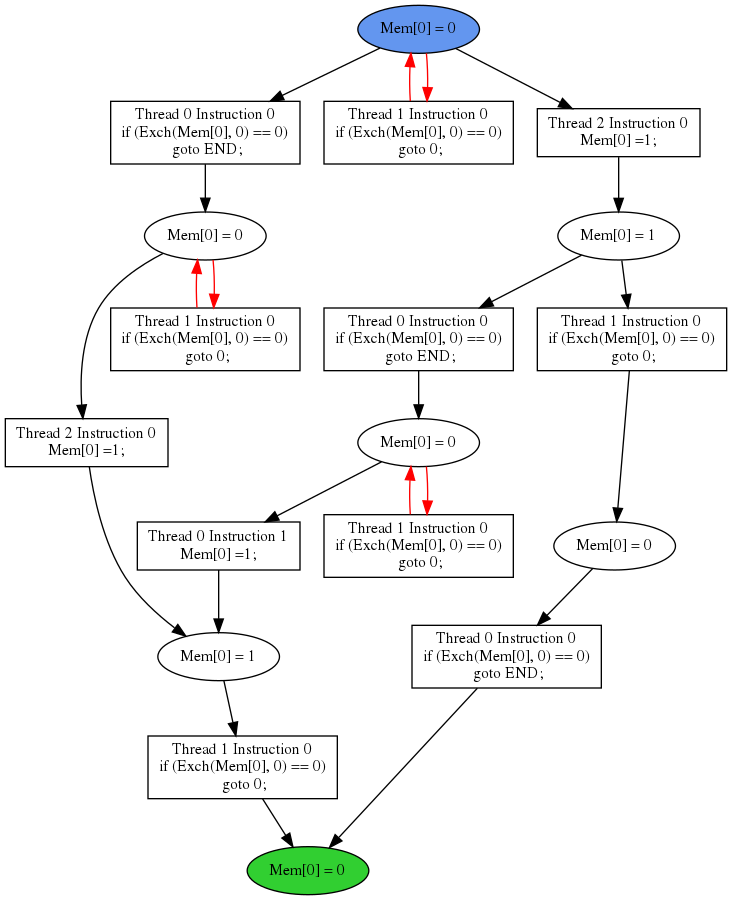 Mem[0] = 0
Thread 0 Instruction 0
if (Exch(Mem[0], 0) == 0)
goto END;
Thread 1 Instruction 0
if (Exch(Mem[0], 0) == 0)
goto 0;
Thread 2 Instruction 0
Mem[0] =1;
Mem[0] = 0
Mem[0] = 1
Thread 1 Instruction 0
if (Exch(Mem[0], 0) == 0)
goto 0;
Thread 0 Instruction 0
if (Exch(Mem[0], 0) == 0)
goto END;
Thread 1 Instruction 0
if (Exch(Mem[0], 0) == 0)
goto 0;
Thread 2 Instruction 0
Mem[0] =1;
Mem[0] = 0
Thread 0 Instruction 1
Mem[0] =1;
Thread 1 Instruction 0
if (Exch(Mem[0], 0) == 0)
goto 0;
Mem[0] = 0
Mem[0] = 1
Thread 0 Instruction 0
if (Exch(Mem[0], 0) == 0)
goto END;
Thread 1 Instruction 0
if (Exch(Mem[0], 0) == 0)
goto 0;
Mem[0] = 0